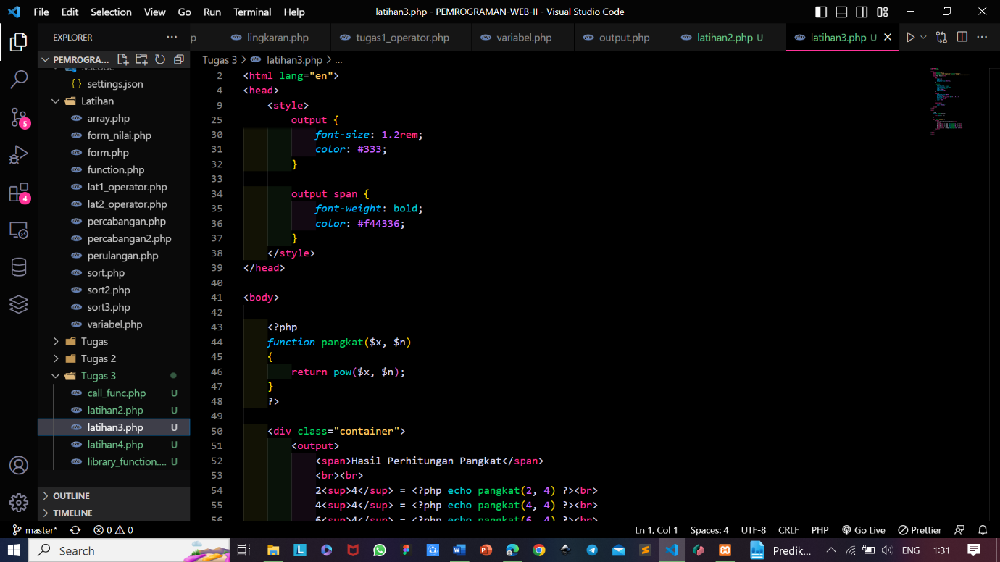 File Edit Selection View Go Run Terminal Help latihan3.php - PEMROGRAMAN-WEB-II - Visual Studio Code
EXPLORER
p lingkaran.php tugas1_operator.php variabel.php output.php latihan2.php U latihan3.php U
PEMROGRA...
.vscode
{ } settings.json
Latihan
array.php
form_nilai.php
form.php
function.php
lat1_operator.php
lat2_operator.php
percabangan.php
percabangan2.php
perulangan.php
sort.php
sort2.php
sort3.php
variabel.php
Tugas
Tugas 2
Tugas 3
call_func.php U
latihan2.php U
latihan3.php U
latihan4.php U
library_function.... U
OUTLINE
TIMELINE
5
4
Tugas 3 > latihan3.php > ...
2 <html lang="en">
4 <head>
9 <style>
25 output {
30 font-size: 1.2rem;
31 color: #333;
32 }
33
34 output span {
35 font-weight: bold;
36 color: #f44336;
37 }
38 </style>
39 </head>
40
41 <body>
42
43 <?php
44 function pangkat($x, $n)
45 {
46 return pow($x, $n);
47 }
48 ?>
49
50 <div class="container">
51 <output>
52 <span>Hasil Perhitungan Pangkat</span>
53 <br><br>
54 2<sup>4</sup> = <?php echo pangkat(2, 4) ?><br>
55 4<sup>4</sup> = <?php echo pangkat(4, 4) ?><br>
56 6<sup>4</sup> = <?php echo pangkat(6, 4) ?><br>
master* 0 0 Ln 1, Col 1 Spaces: 4 UTF-8 CRLF PHP Go Live Prettier
Search Predik... ENG 1:31